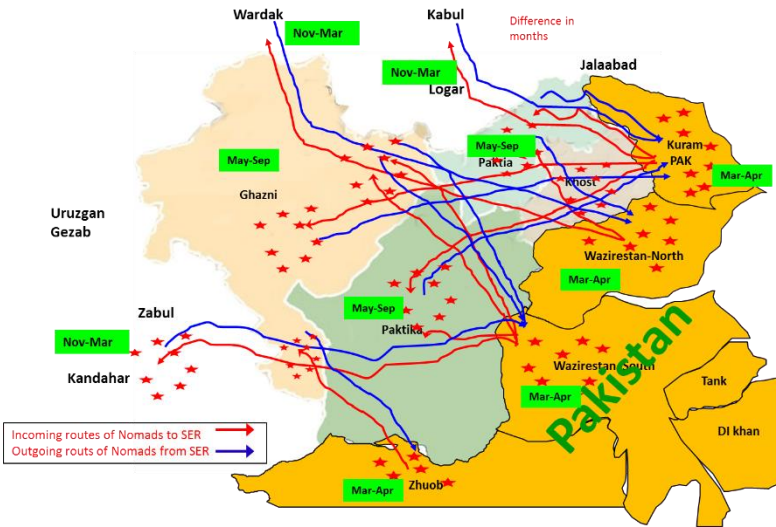 Wardak
Nov-Mar
Kabul
Difference in
months
Nov-Mar
Logar
Jalaabad
May-Sep
Paktia
Kuram
PAK
Mar-Apr
May-Sep
Ghazni
Khost
Uruzgan
Gezab
Wazirestan-North
Mar-Apr
Zabul
Nov-Mar
Kandahar
May-Sep
Paktika
Wazirestan-South
Mar-Apr
Pakistan
Tank
DI khan
Incoming routes of Nomads to SER
Outgoing routs of Nomads from SER
Zhuob
Mar-Apr